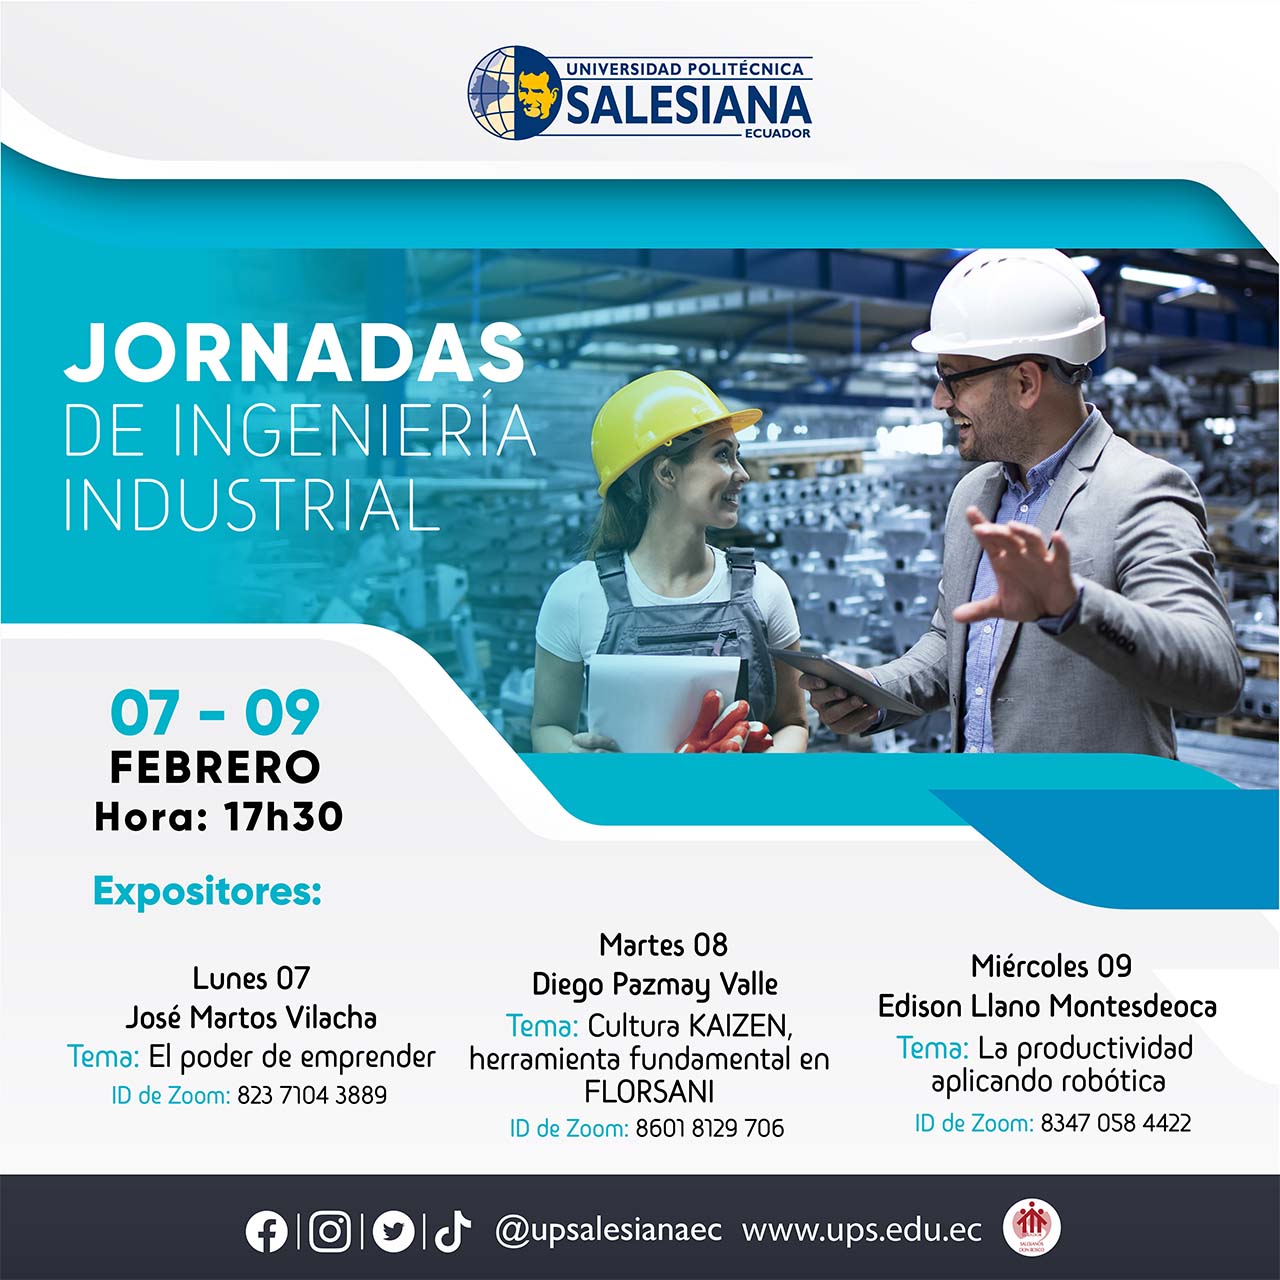 UNIVERSIDAD POLITÉCNICA
SALESIANA
ECUADOR
JORNADAS
DE INGENIERÍA
INDUSTRIAL
07 - 09
FEBRERO
Hora: 17h30
Expositores:
Lunes 07
José Martos Vilacha
Tema: El poder de emprender
ID de Zoom: 823 7104 3889
Martes 08
Diego Pazmay Valle
Tema: Cultura KAIZEN,
herramienta fundamental en
FLORSANI
ID de Zoom: 8601 8129 706
Miércoles 09
Edison Llano Montesdeoca
Tema: La productividad
aplicando robótica
ID de Zoom: 8347 058 4422
@upsalesianaec www.ups.edu.ec
SALESIANOS
DON BOSCO